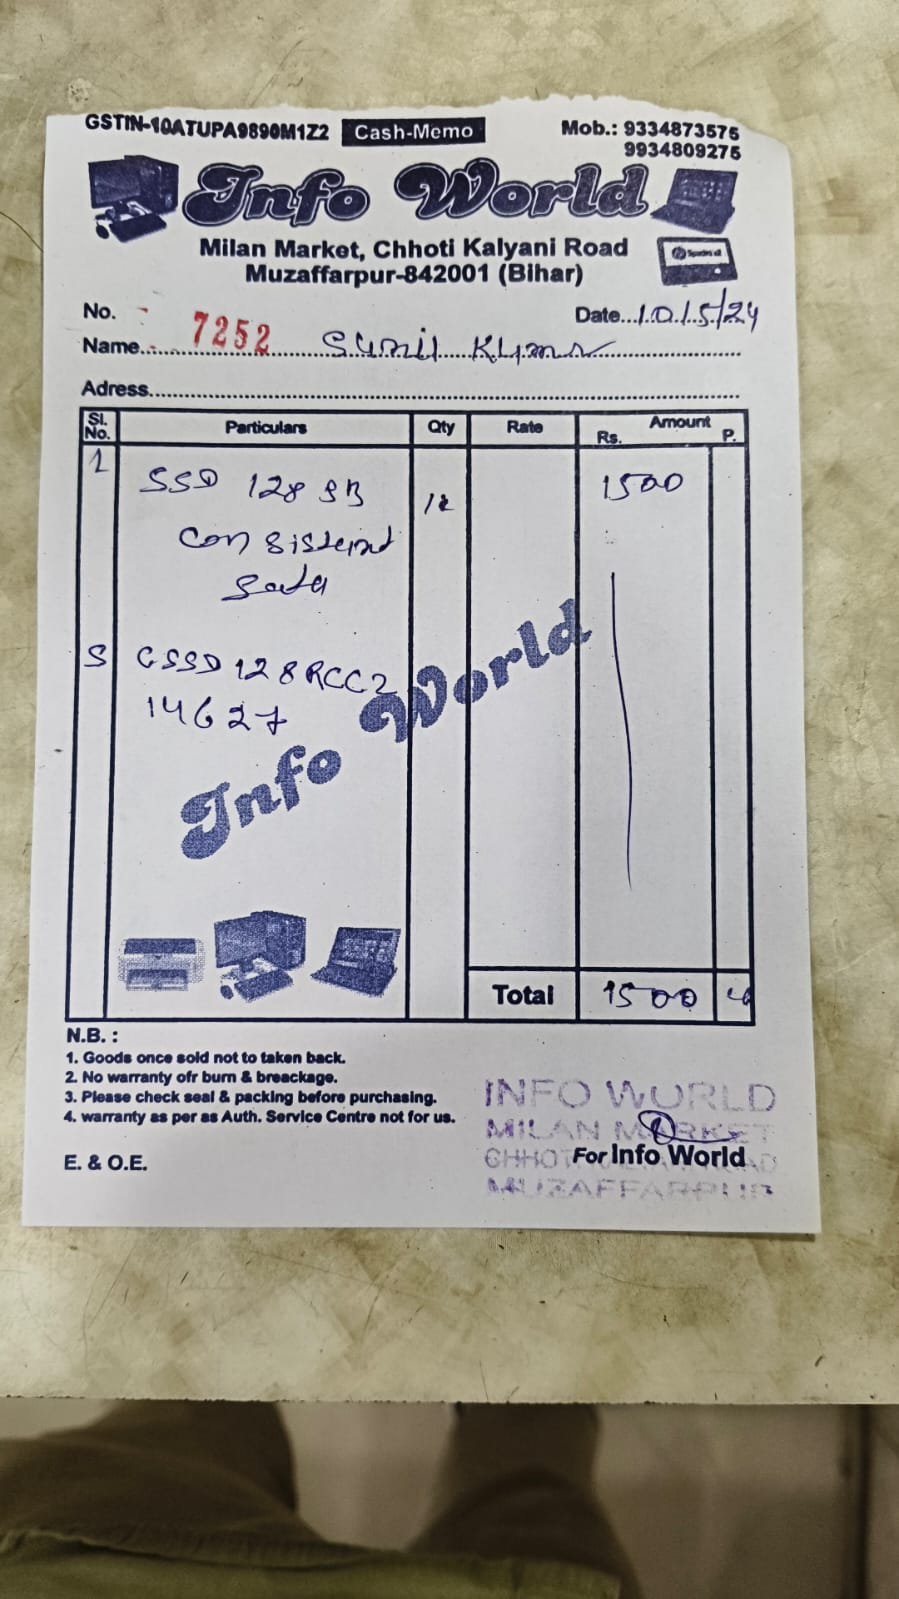 GSTIN-10ATUPA9890M1Z2 Cash-Memo Mob.: 9334873575
9934809275
Info World
Milan Market, Chhoti Kalyani Road
Muzaffarpur-842001 (Bihar)
No. - 7252 Date...10/5/24
Name... Sunil Kumar
Adress...
Sl. No. Particulars Qty Rate Amount Rs. P.
1 SSD 128 GB 1500
Consistent
Sata
S CSSD128RCC2
14627
Info World
Total 1500
N.B. :
1. Goods once sold not to taken back.
2. No warranty ofr burn & breackage.
3. Please check seal & packing before purchasing.
4. warranty as per as Auth. Service Centre not for us.
INFO WORLD
MILAN MARKET
For Info World
MUZAFFARPUR
E. & O.E.